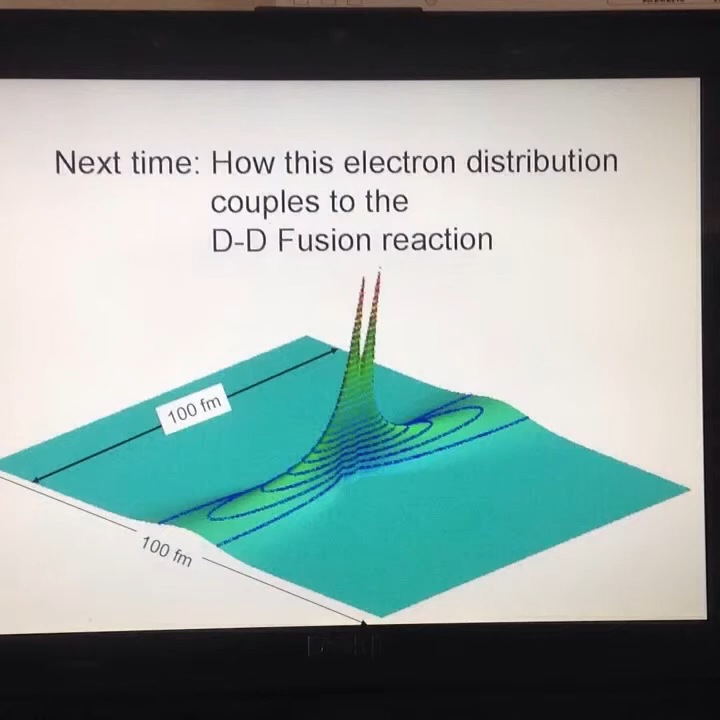 Next time: How this electron distribution
couples to the
D-D Fusion reaction
100 fm
100 fm